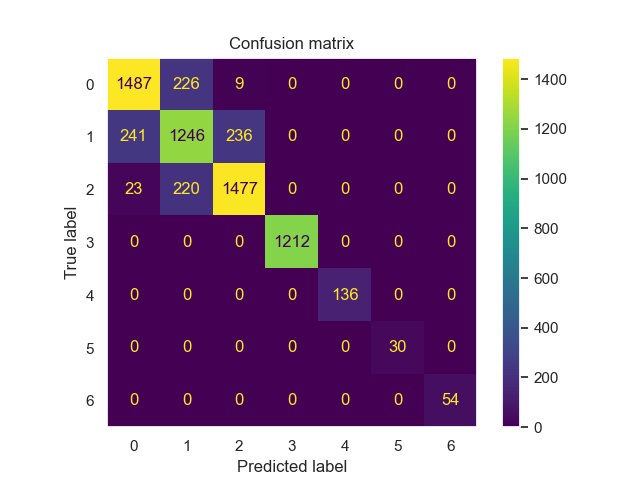 Confusion matrix
True label
0 1487 226 9 0 0 0 0
1 241 1246 236 0 0 0 0
2 23 220 1477 0 0 0 0
3 0 0 0 1212 0 0 0
4 0 0 0 0 136 0 0
5 0 0 0 0 0 30 0
6 0 0 0 0 0 0 54
0 1 2 3 4 5 6
Predicted label
1400
1200
1000
800
600
400
200
0